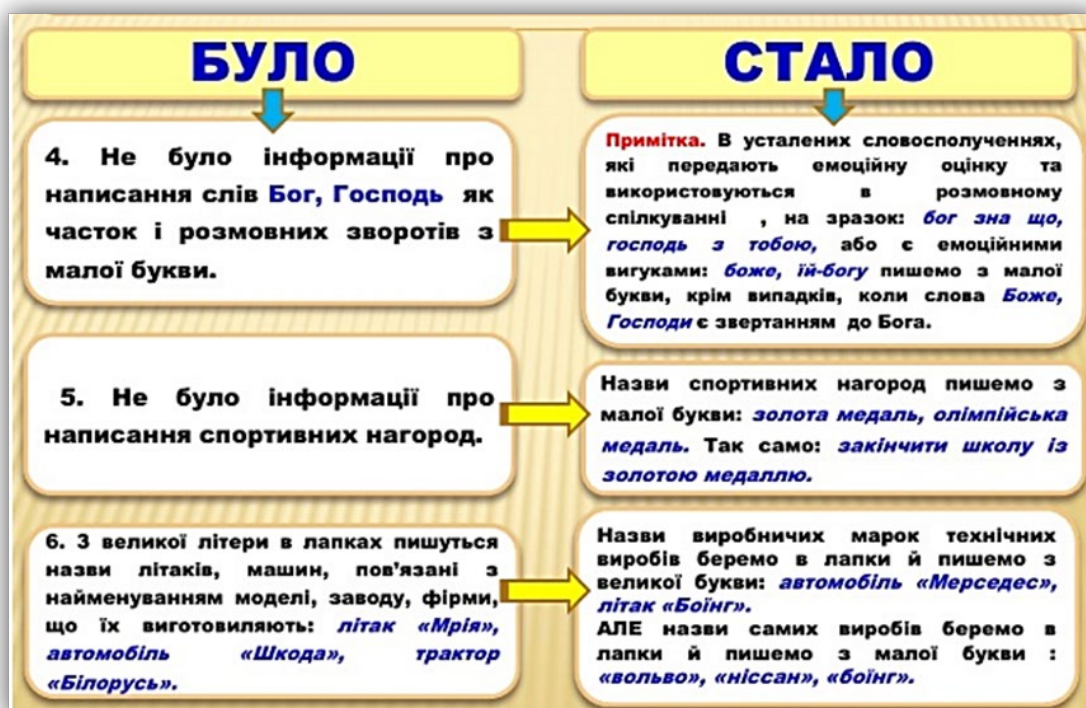 БУЛО
СТАЛО
4. Не було інформації про
написання слів Бог, Господь як
часток і розмовних зворотів з
малої букви.
Примітка. В усталених словосполученнях,
які передають емоційну оцінку та
використовуються в розмовному
спілкуванні , на зразок: бог зна що,
господь з тобою, або є емоційними
вигуками: боже, їй-богу пишемо з малої
букви, крім випадків, коли слова Боже,
Господи є звертанням до Бога.
5. Не було інформації про
написання спортивних нагород.
Назви спортивних нагород пишемо з
малої букви: золота медаль, олімпійська
медаль. Так само: закінчити школу із
золотою медаллю.
6. З великої літери в лапках пишуться
назви літаків, машин, пов’язані з
найменуванням моделі, заводу, фірми,
що їх виготовиляють: літак «Мрія»,
автомобіль «Шкода», трактор
«Білорусь».
Назви виробничих марок технічних
виробів беремо в лапки й пишемо з
великої букви: автомобіль «Мерседес»,
літак «Боїнг».
АЛЕ назви самих виробів беремо в
лапки й пишемо з малої букви :
«вольво», «ніссан», «боїнг».